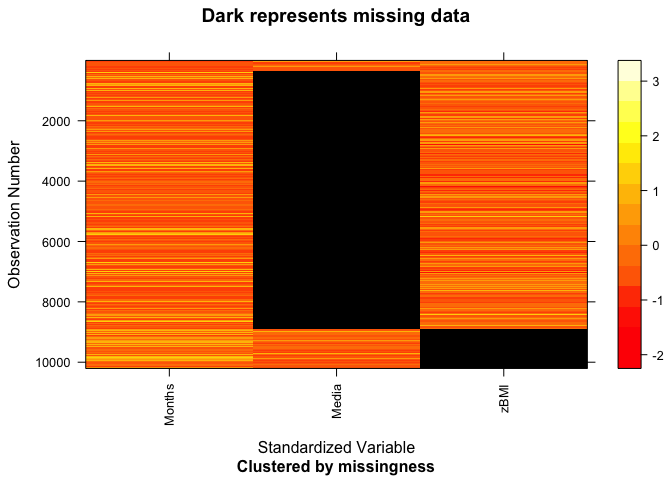 Dark represents missing data
3
2
1
0
-1
-2
Observation Number
2000
4000
6000
8000
10000
Months
Media
zBMI
Standardized Variable
Clustered by missingness